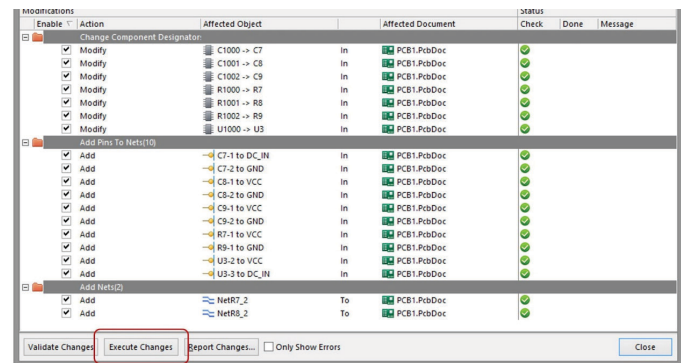 Modifications Status
Enable Action Affected Object Affected Document Check Done Message
Change Component Designator:
Modify C1000 -> C7 In PCB1.PcbDoc
Modify C1001 -> C8 In PCB1.PcbDoc
Modify C1002 -> C9 In PCB1.PcbDoc
Modify R1000 -> R7 In PCB1.PcbDoc
Modify R1001 -> R8 In PCB1.PcbDoc
Modify R1002 -> R9 In PCB1.PcbDoc
Modify U1000 -> U3 In PCB1.PcbDoc
Add Pins To Nets(10)
Add C7-1 to DC_IN In PCB1.PcbDoc
Add C7-2 to GND In PCB1.PcbDoc
Add C8-1 to VCC In PCB1.PcbDoc
Add C8-2 to GND In PCB1.PcbDoc
Add C9-1 to VCC In PCB1.PcbDoc
Add C9-2 to GND In PCB1.PcbDoc
Add R7-1 to VCC In PCB1.PcbDoc
Add R9-1 to GND In PCB1.PcbDoc
Add U3-2 to VCC In PCB1.PcbDoc
Add U3-3 to DC_IN In PCB1.PcbDoc
Add Nets(2)
Add NetR7_2 To PCB1.PcbDoc
Add NetR8_2 To PCB1.PcbDoc
Validate Changes Execute Changes Report Changes... Only Show Errors Close